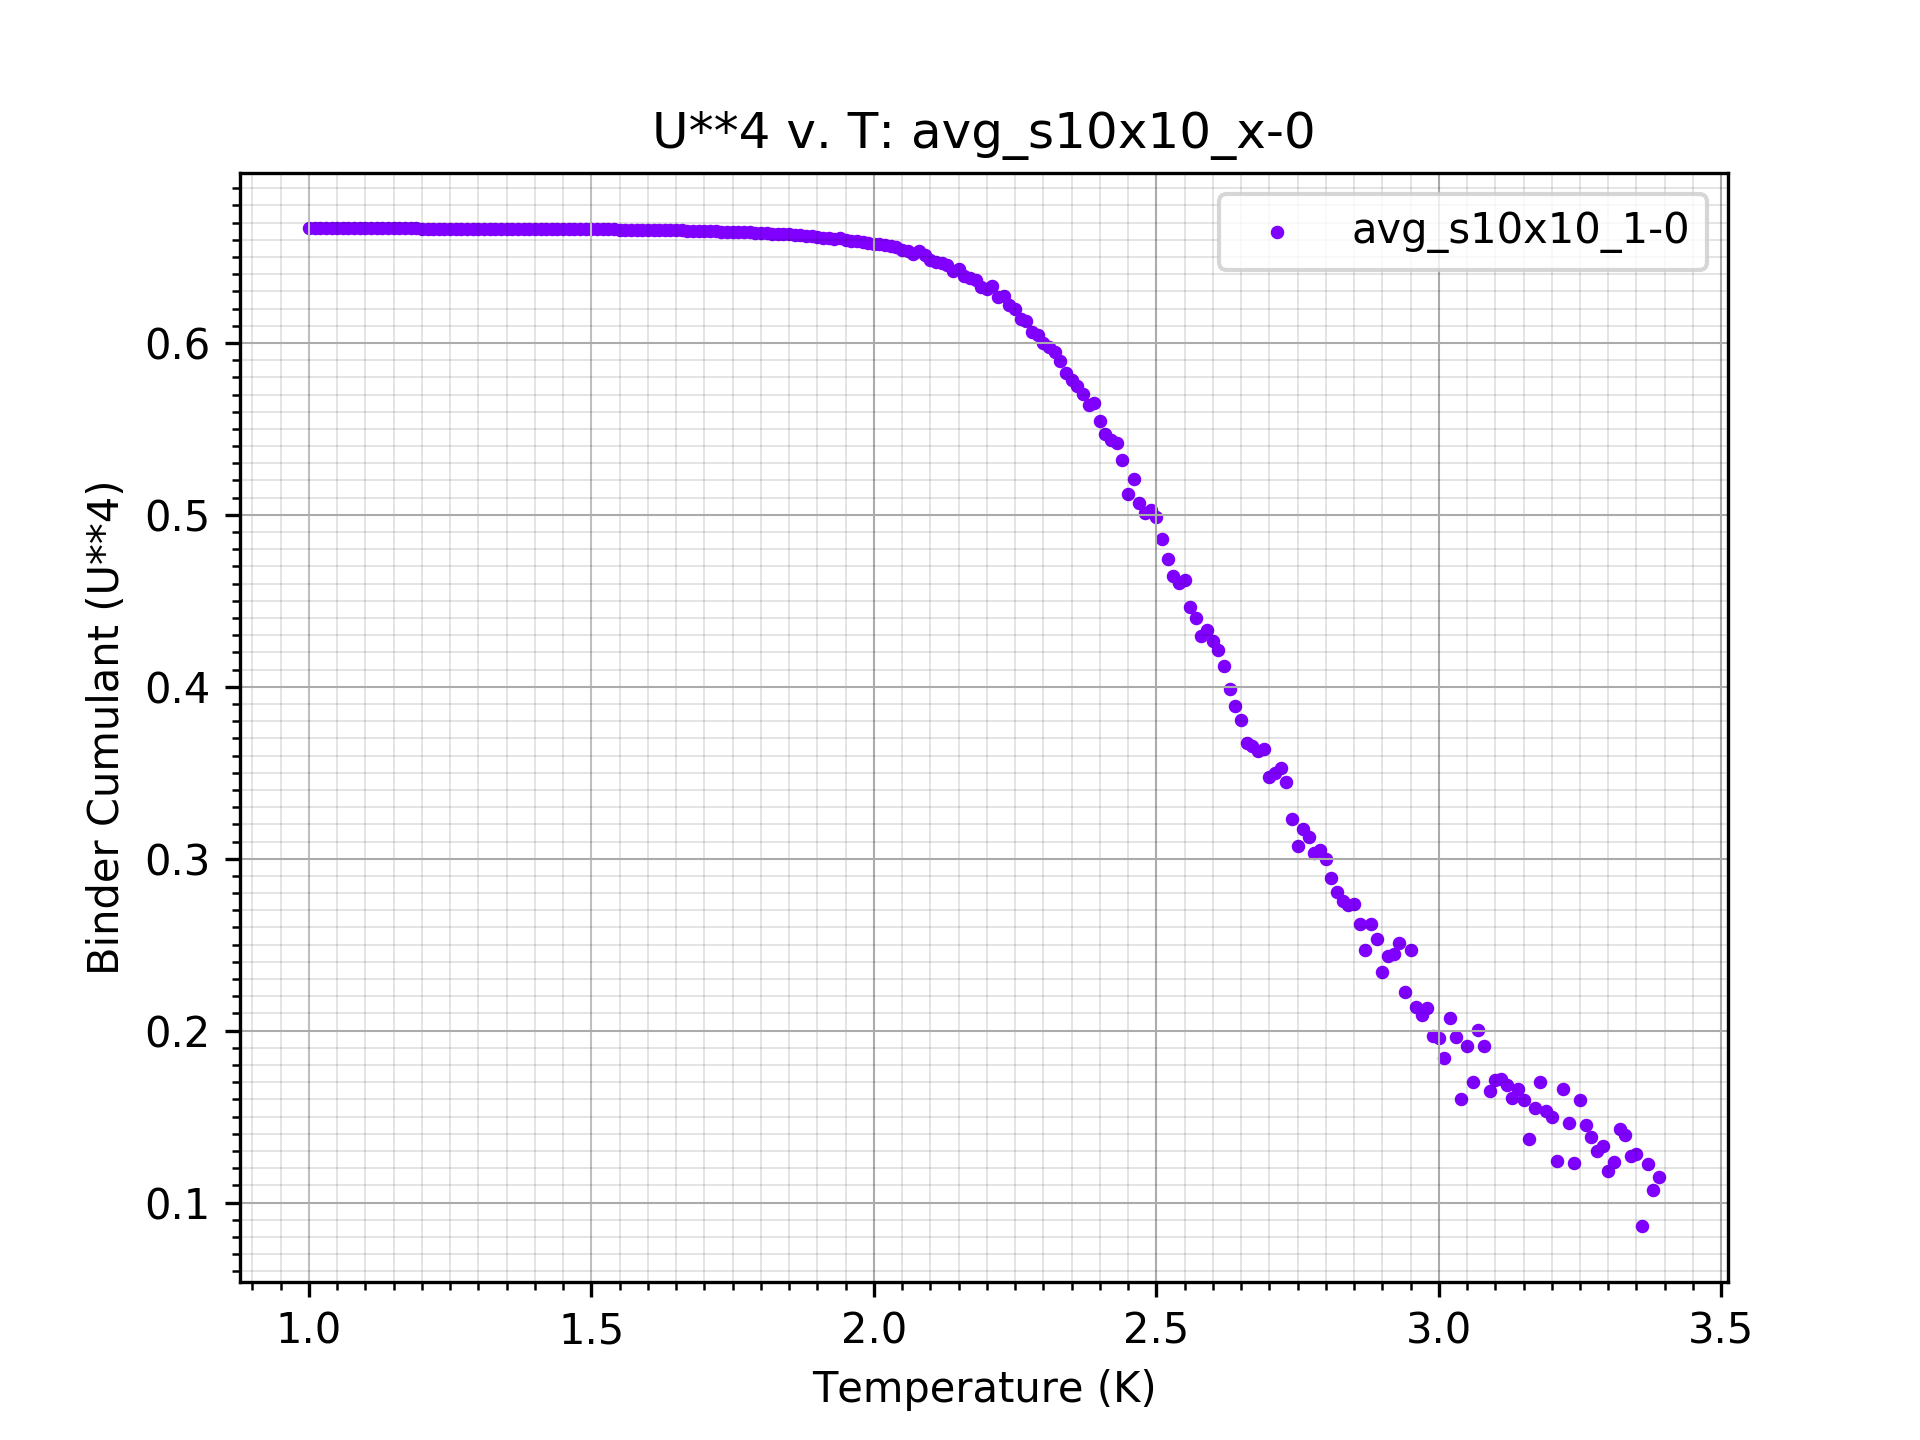 U**4 v. T: avg_s10x10_x-0
avg_s10x10_1-0
Binder Cumulant (U**4)
0.6
0.5
0.4
0.3
0.2
0.1
1.0 1.5 2.0 2.5 3.0 3.5
Temperature (K)